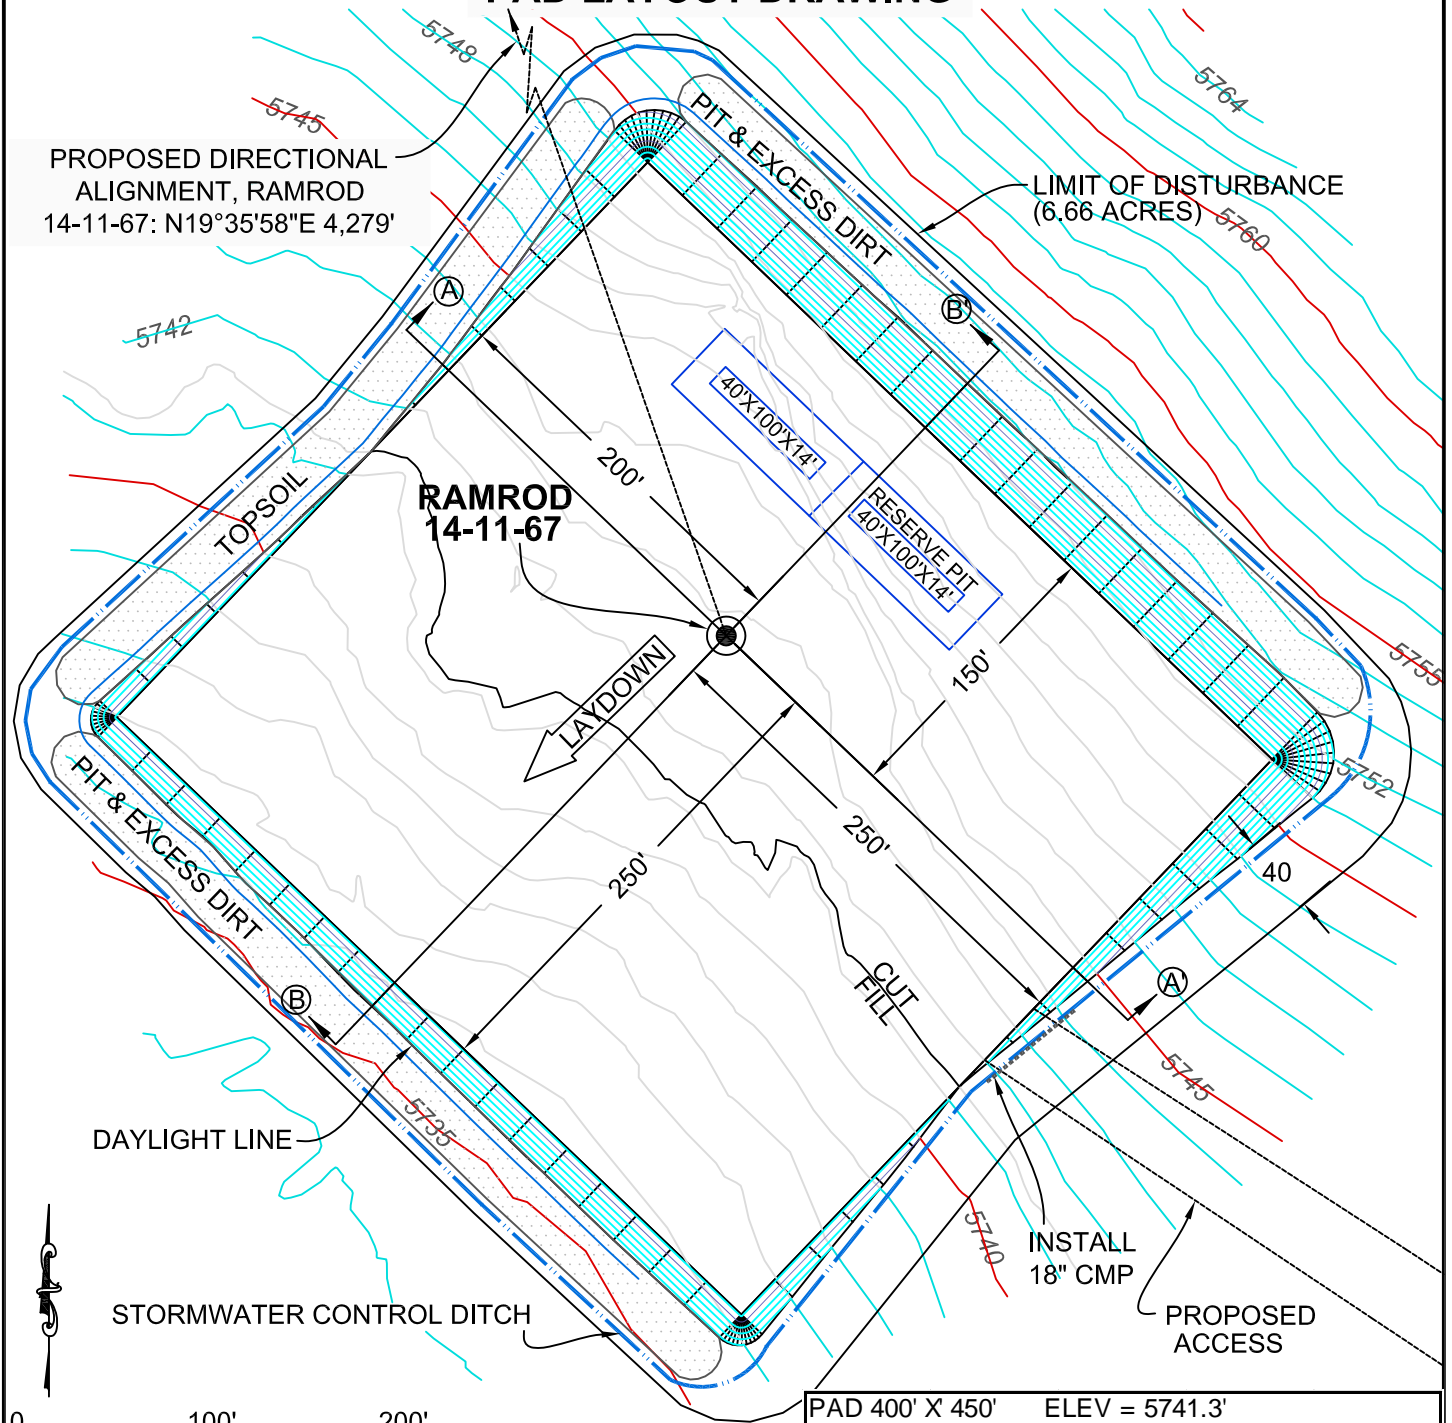 PAD LAYOUT DRAWING
5748
5764
5745
PIT & EXCESS DIRT
PROPOSED DIRECTIONAL
ALIGNMENT, RAMROD
14-11-67: N19°35'58"E 4,279'
LIMIT OF DISTURBANCE
(6.66 ACRES)
5760
A
B'
5742
40'X100'X14'
200'
RAMROD
14-11-67
RESERVE PIT
40'X100'X14'
TOPSOIL
LAYDOWN
150'
5755
5752
PIT & EXCESS DIRT
250'
250'
40
CUT
FILL
A'
B
5745
5735
DAYLIGHT LINE
5740
INSTALL
18" CMP
STORMWATER CONTROL DITCH
PROPOSED
ACCESS
0 100' 200'
PAD 400' X 450' ELEV = 5741.3'